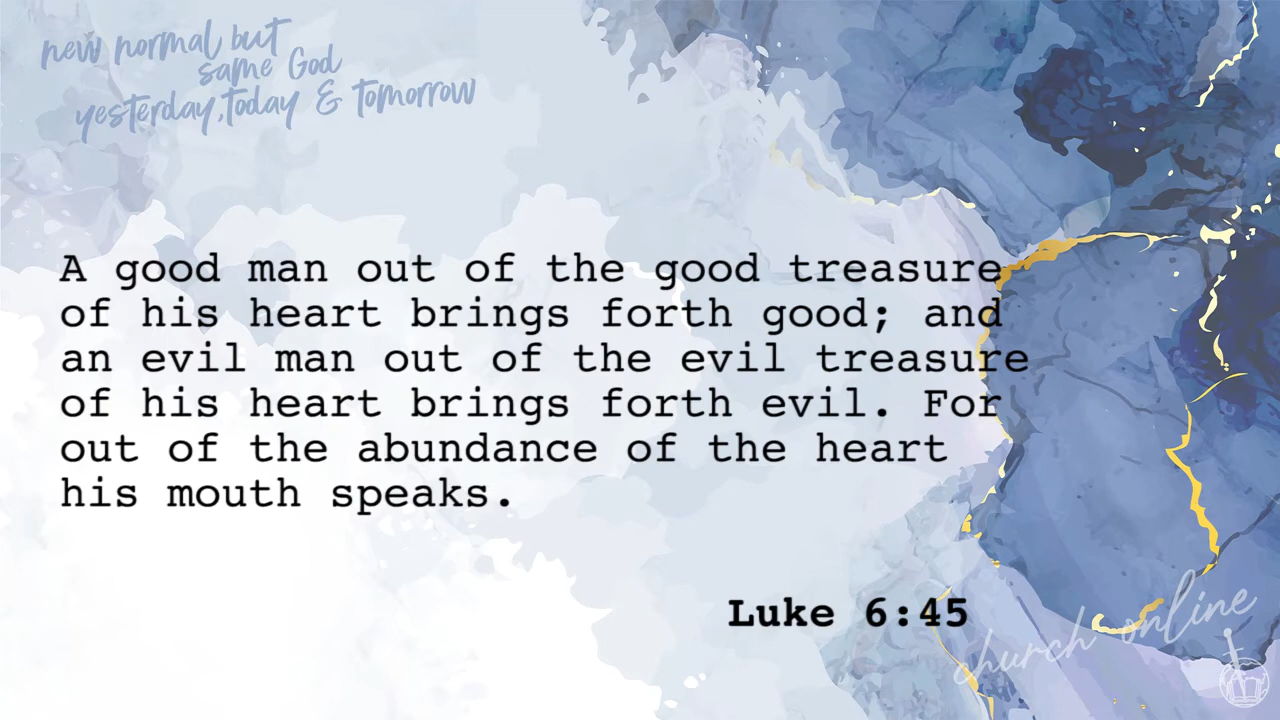 new normal but
same God
yesterday, today & tomorrow
A good man out of the good treasure
of his heart brings forth good; and
an evil man out of the evil treasure
of his heart brings forth evil. For
out of the abundance of the heart
his mouth speaks.
Luke 6:45
church online